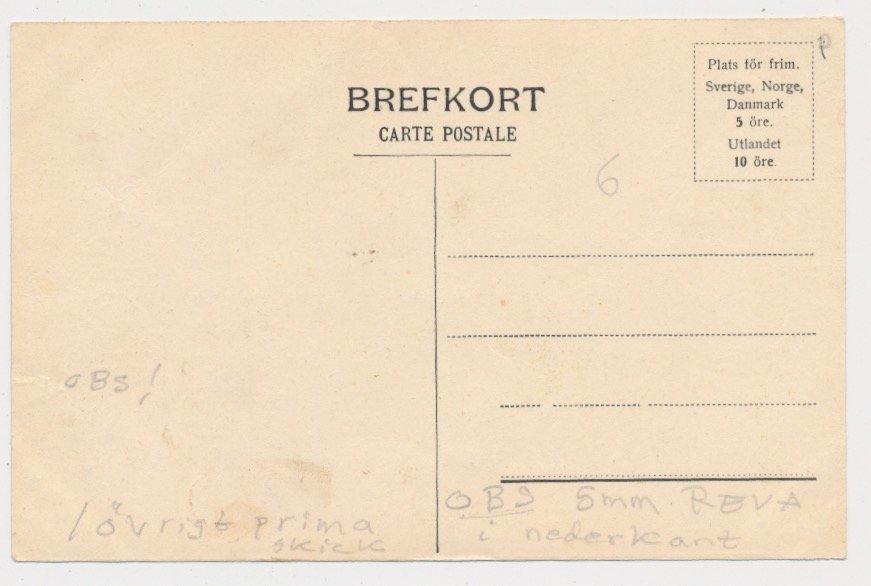 BREFKORT
CARTE POSTALE
Plats för frim.
Sverige, Norge,
Danmark
5 öre.
Utlandet
10 öre.
P
6
OBS!
I övrigt prima
skick
OBS 5mm REVA
i nederkant